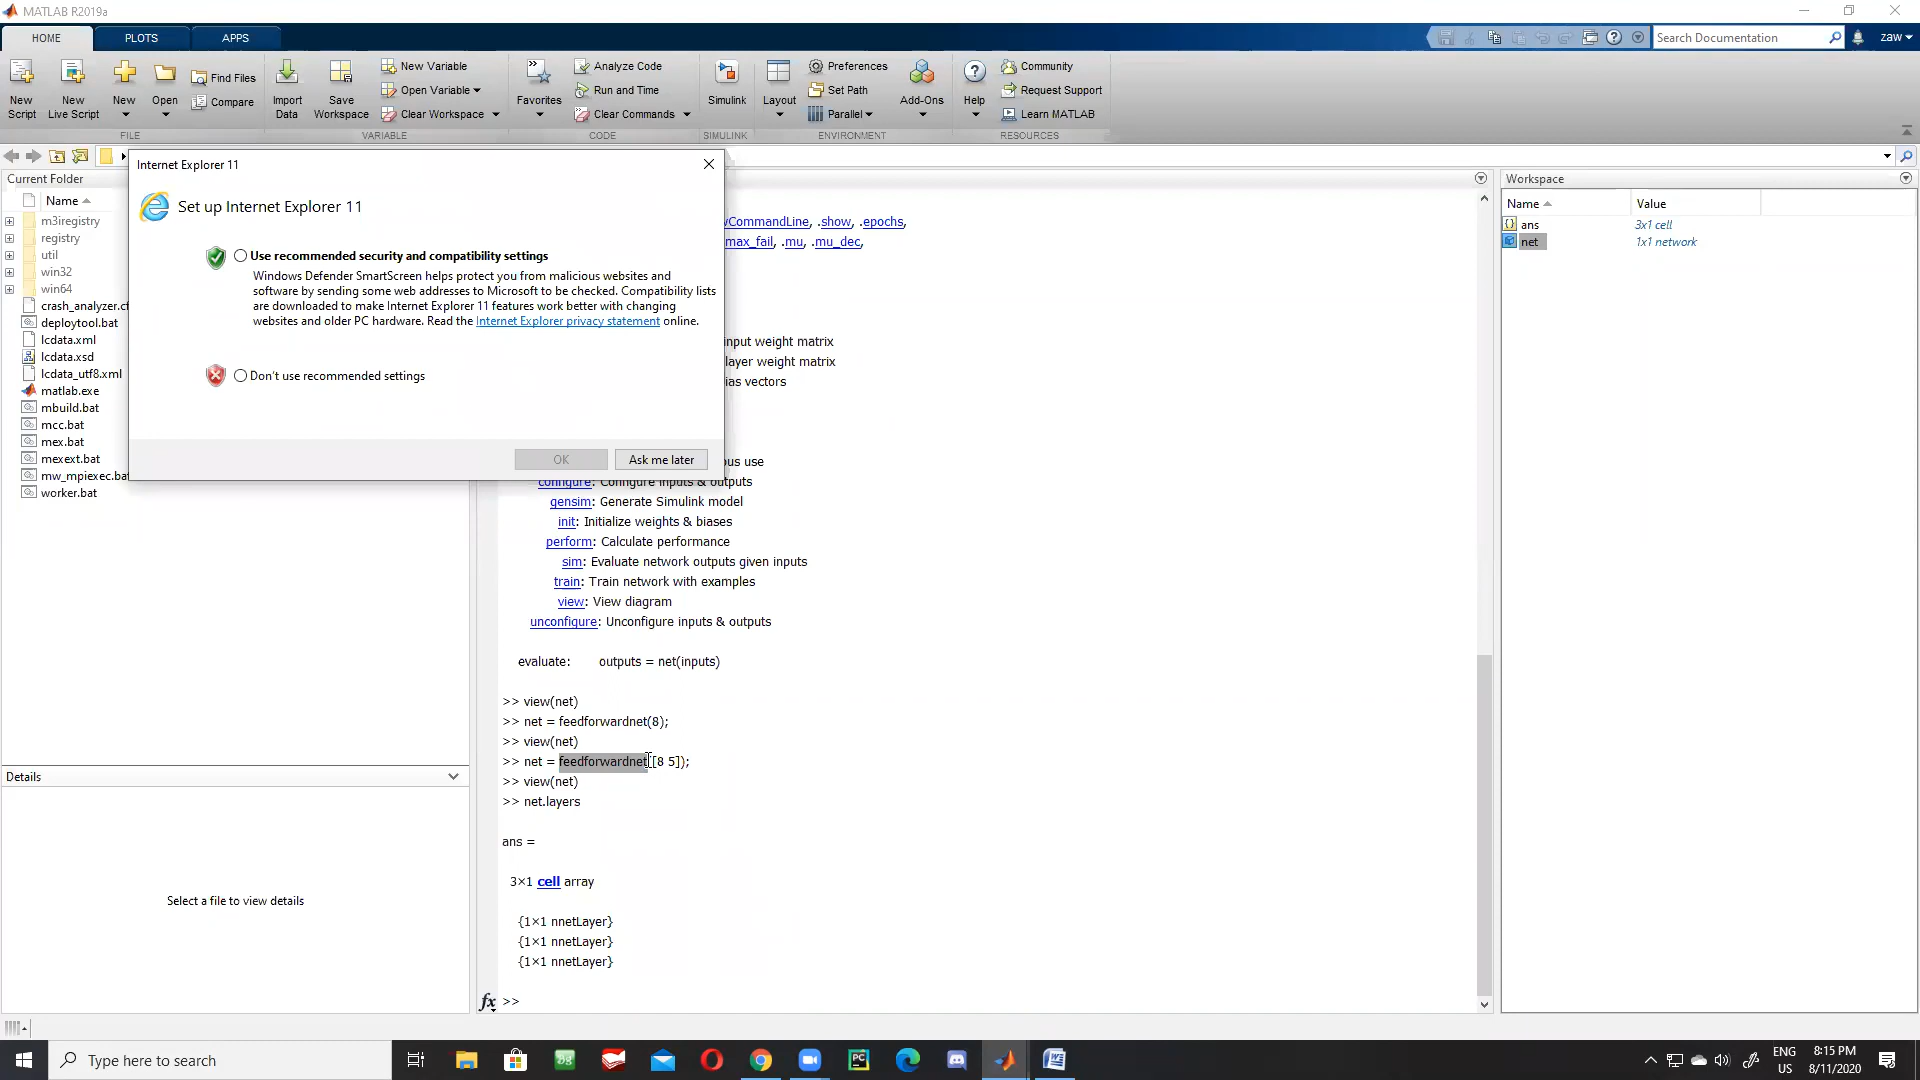 MATLAB R2019a
HOME
PLOTS
APPS
Search Documentation
zaw
New Script
New Live Script
New
Open
Find Files
Compare
FILE
Import Data
Save Workspace
New Variable
Open Variable
Clear Workspace
VARIABLE
Favorites
Analyze Code
Run and Time
Clear Commands
CODE
Simulink
SIMULINK
Layout
Preferences
Set Path
Parallel
Add-Ons
ENVIRONMENT
Help
Community
Request Support
Learn MATLAB
RESOURCES
Current Folder
Name
m3iregistry
registry
util
win32
win64
crash_analyzer.cf
deploytool.bat
lcdata.xml
lcdata.xsd
lcdata_utf8.xml
matlab.exe
mbuild.bat
mcc.bat
mex.bat
mexext.bat
mw_mpiexec.bat
worker.bat
Details
Select a file to view details
Internet Explorer 11
Set up Internet Explorer 11
Use recommended security and compatibility settings
Windows Defender SmartScreen helps protect you from malicious websites and
software by sending some web addresses to Microsoft to be checked. Compatibility lists
are downloaded to make Internet Explorer 11 features work better with changing
websites and older PC hardware. Read the Internet Explorer privacy statement online.
Don't use recommended settings
OK
Ask me later
wCommandLine, .show, .epochs,
max_fail, .mu, .mu_dec,
input weight matrix
layer weight matrix
ias vectors
ous use
configure: Configure inputs & outputs
gensim: Generate Simulink model
init: Initialize weights & biases
perform: Calculate performance
sim: Evaluate network outputs given inputs
train: Train network with examples
view: View diagram
unconfigure: Unconfigure inputs & outputs
evaluate: outputs = net(inputs)
>> view(net)
>> net = feedforwardnet(8);
>> view(net)
>> net = feedforwardnet([8 5]);
>> view(net)
>> net.layers
ans =
3×1 cell array
{1×1 nnetLayer}
{1×1 nnetLayer}
{1×1 nnetLayer}
fx >>
Workspace
Name Value
ans 3x1 cell
net 1x1 network
Type here to search
ENG
US
8:15 PM
8/11/2020